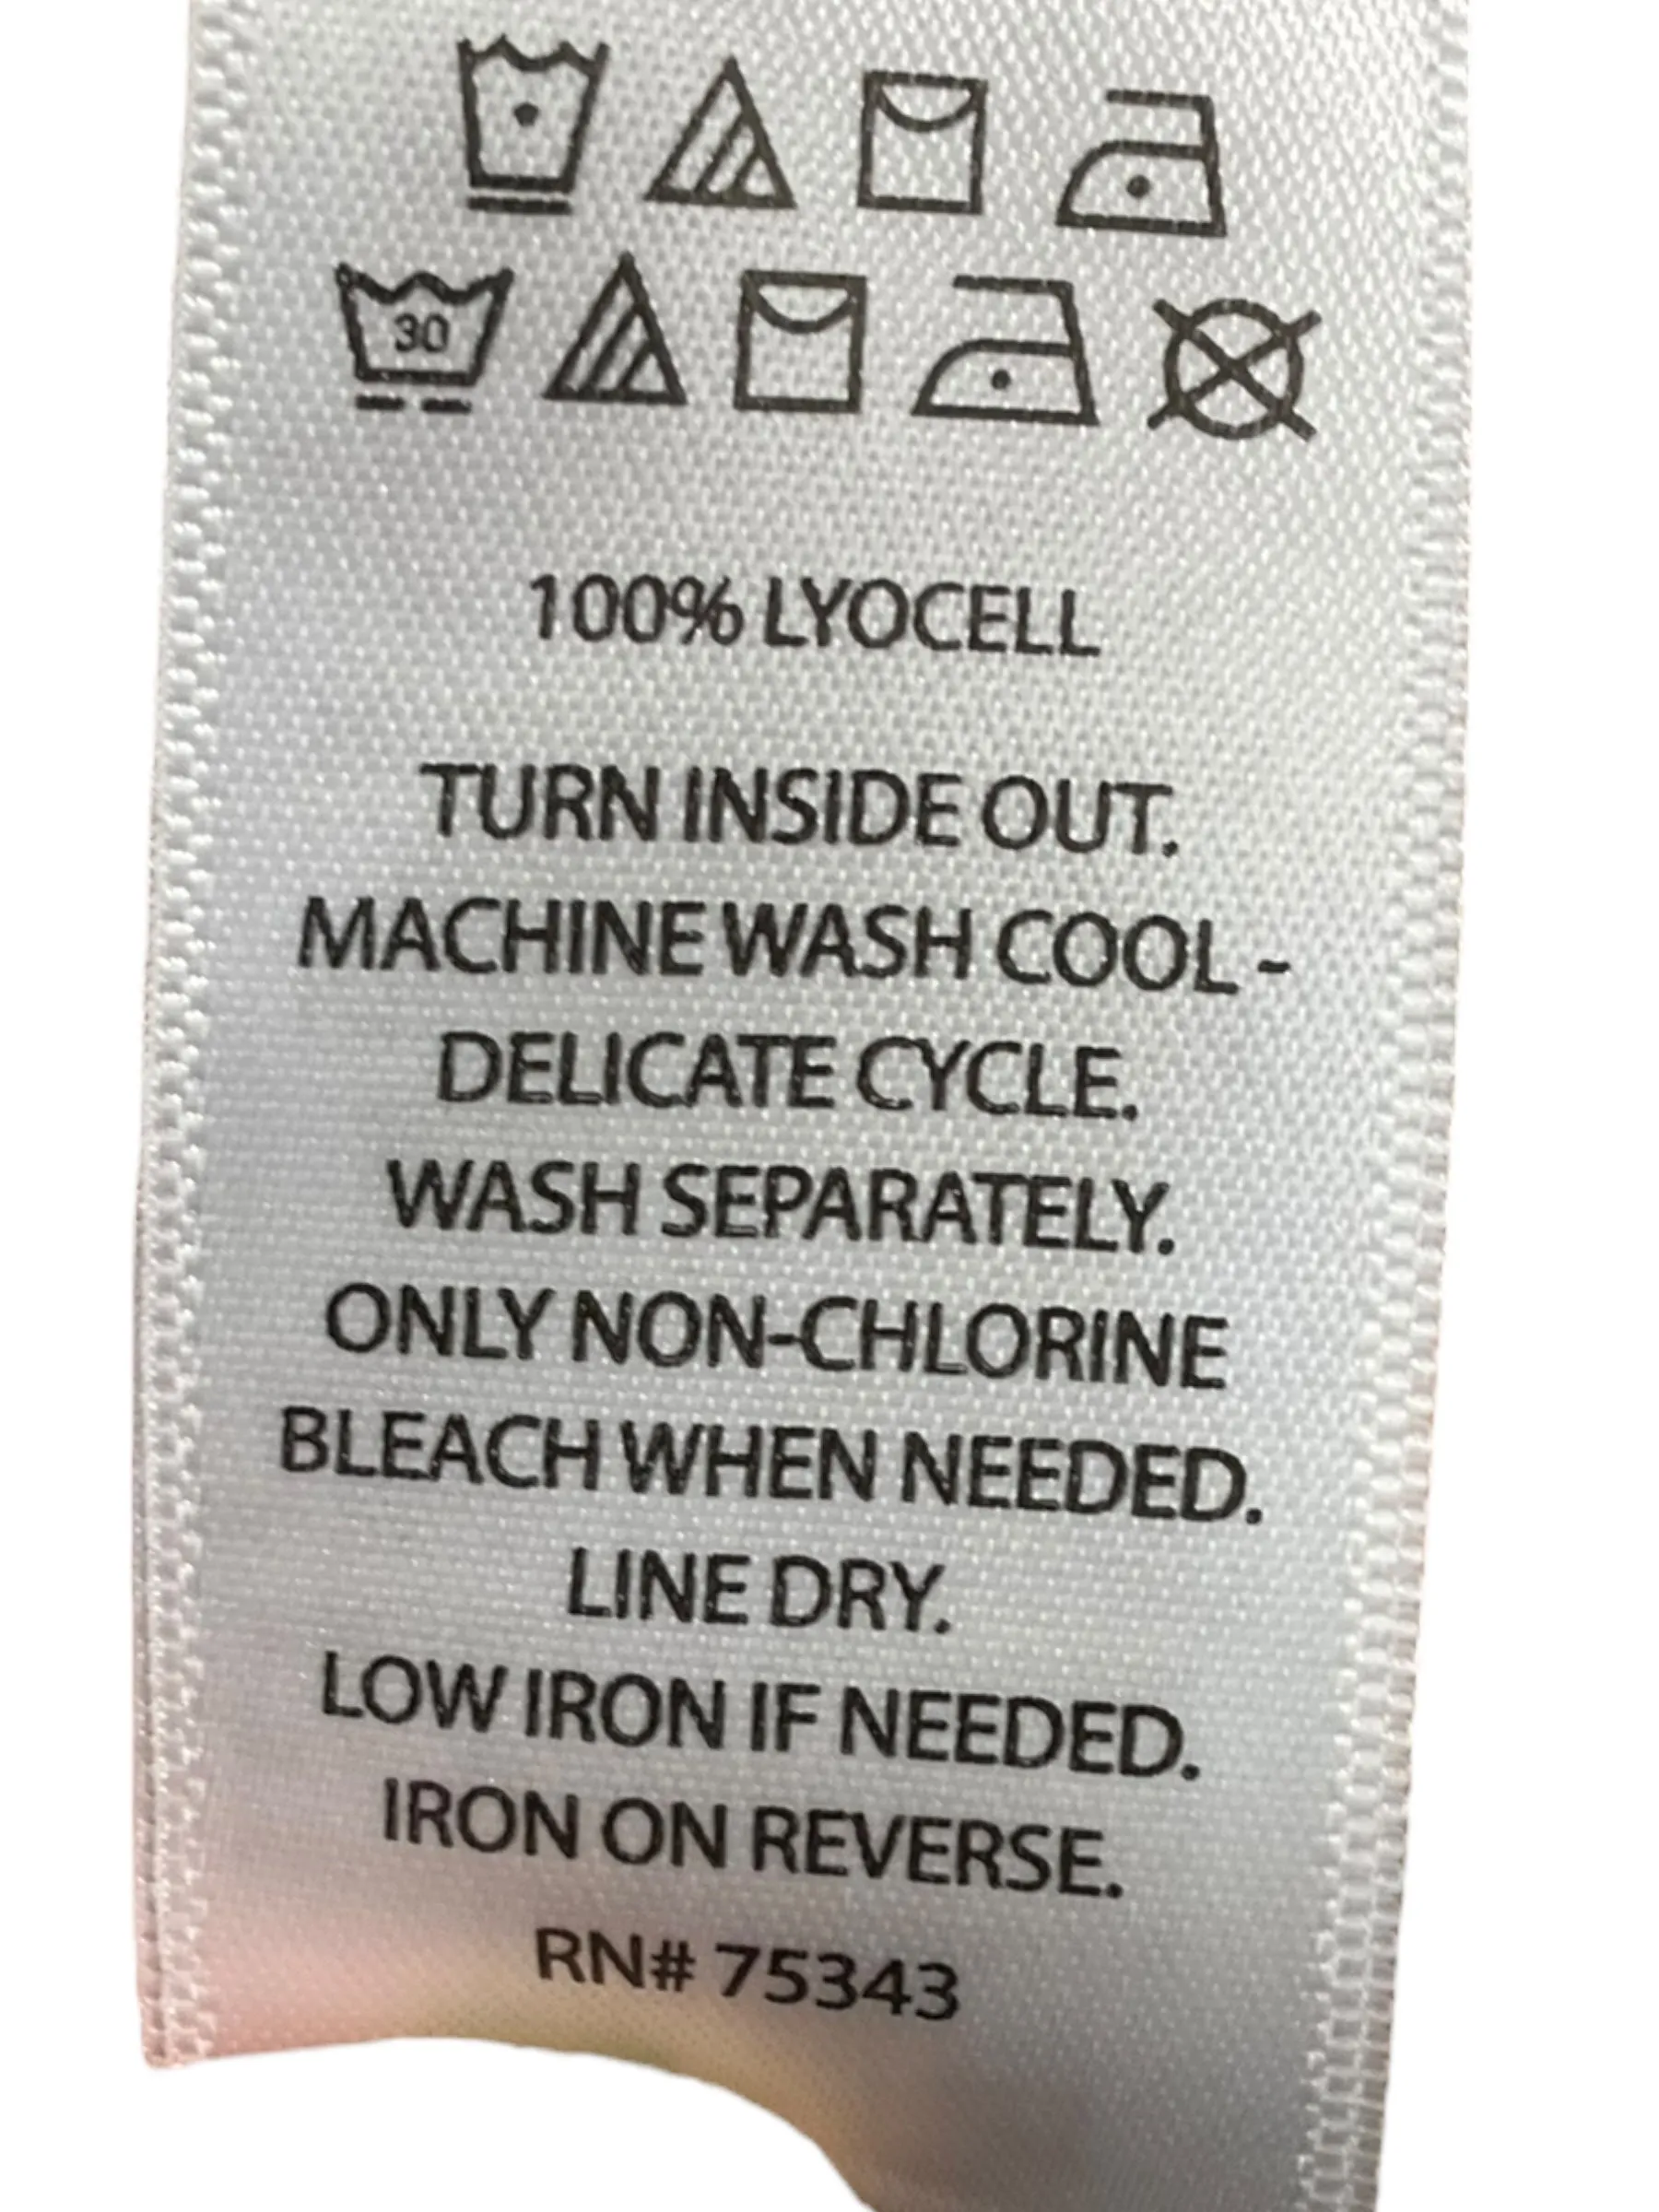 30
100% LYOCELL
TURN INSIDE OUT.
MACHINE WASH COOL -
DELICATE CYCLE.
WASH SEPARATELY.
ONLY NON-CHLORINE
BLEACH WHEN NEEDED.
LINE DRY.
LOW IRON IF NEEDED.
IRON ON REVERSE.
RN# 75343